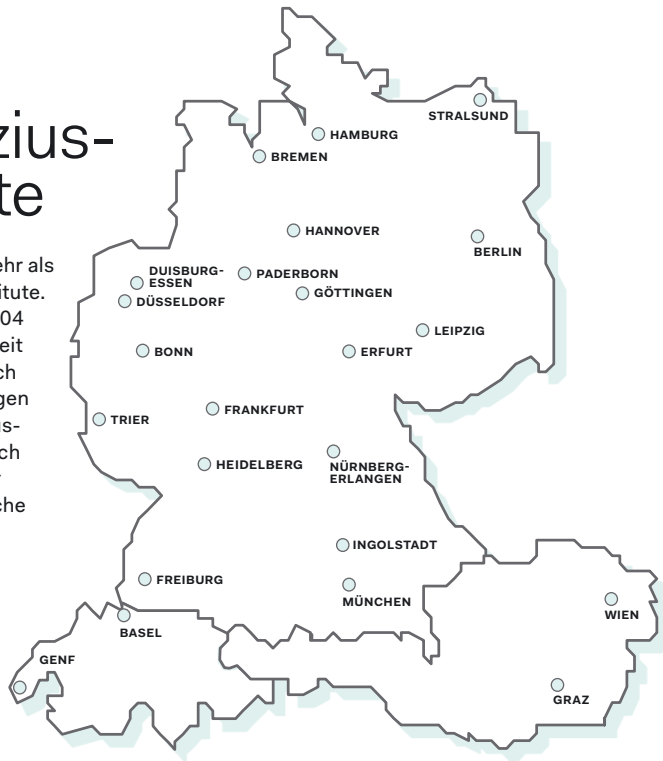 zius-
te
ehr als
itute.
04
eit
ch
gen
us-
ch
che
STRALSUND
HAMBURG
BREMEN
HANNOVER
BERLIN
DUISBURG-
ESSEN
PADERBORN
GÖTTINGEN
DÜSSELDORF
LEIPZIG
BONN
ERFURT
FRANKFURT
TRIER
HEIDELBERG
NÜRNBERG-
ERLANGEN
INGOLSTADT
FREIBURG
MÜNCHEN
WIEN
BASEL
GENF
GRAZ